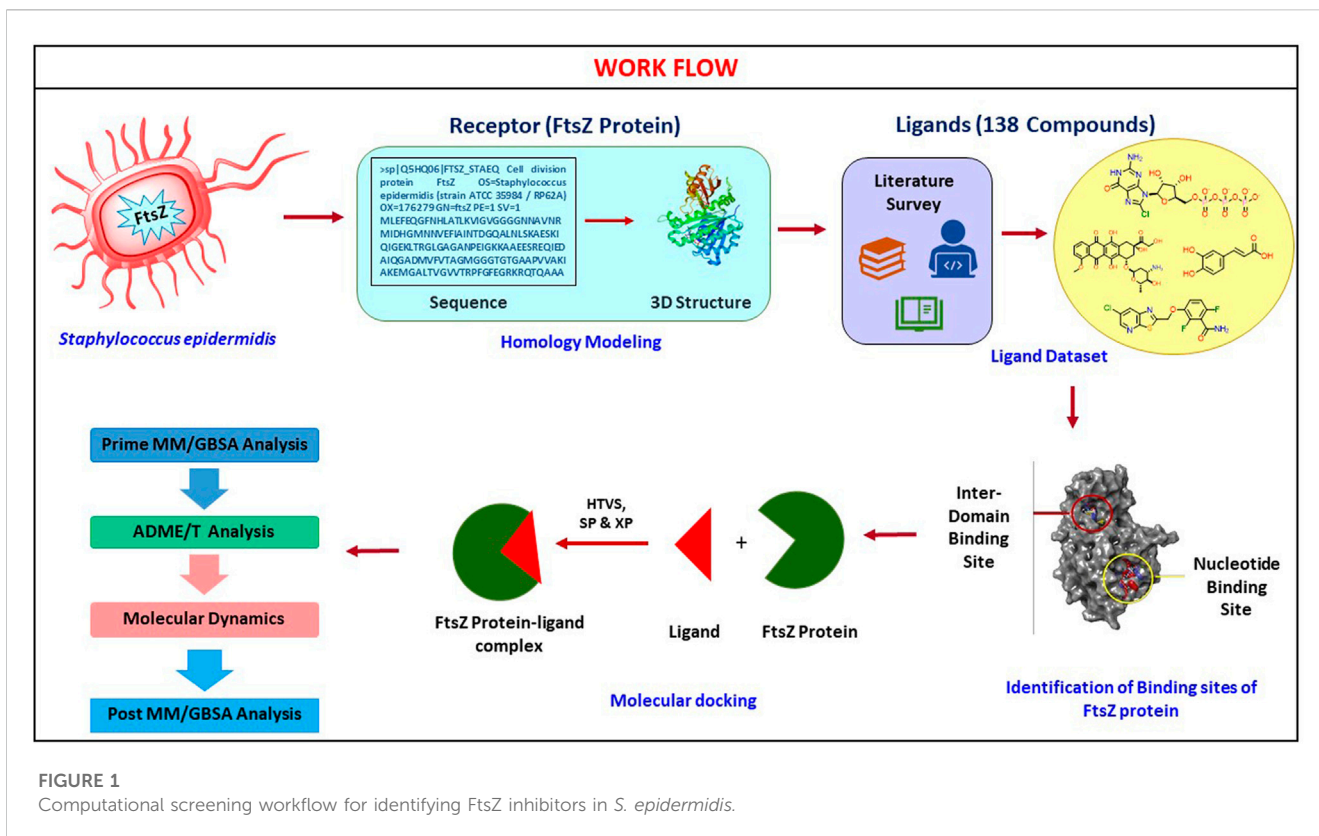 WORK FLOW
FtsZ
Staphylococcus epidermidis
Receptor (FtsZ Protein)
>sp|Q5HQ06|FTSZ_STAEQ Cell division
protein FtsZ OS=Staphylococcus
epidermidis (strain ATCC 35984 / RP62A)
OX=176279 GN=ftsZ PE=1 SV=1
MLEFEQGFNHLATLKVIGVGGGGNNAVNR
MIDHGMNNVEFIAINTDGQALNLSKAESKI
QIGEKLTRGLGAGANPEIGKKAAEESREQIED
AIQGADMVFVTAGMGGGTGTGAAPVVAKI
AKEMGALTVGVVTRPFGFEGRKRQTQAAA
Sequence
3D Structure
Homology Modeling
Ligands (138 Compounds)
Literature
Survey
Ligand Dataset
Inter-
Domain
Binding
Site
Nucleotide
Binding
Site
Identification of Binding sites of
FtsZ protein
HTVS,
SP & XP
+
FtsZ Protein-ligand
complex
Ligand
FtsZ Protein
Molecular docking
Prime MM/GBSA Analysis
ADME/T Analysis
Molecular Dynamics
Post MM/GBSA Analysis
FIGURE 1
Computational screening workflow for identifying FtsZ inhibitors in S. epidermidis.